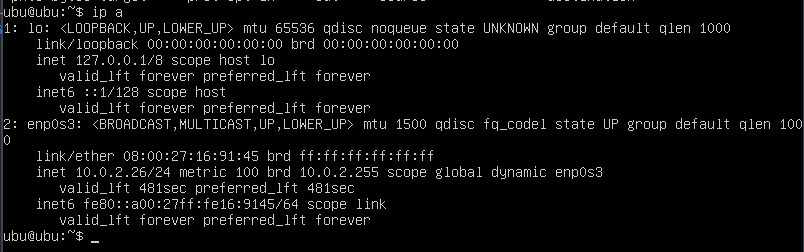 ubu@ubu:~$ ip a
1: lo: <LOOPBACK,UP,LOWER_UP> mtu 65536 qdisc noqueue state UNKNOWN group default qlen 1000
    link/loopback 00:00:00:00:00:00 brd 00:00:00:00:00:00
    inet 127.0.0.1/8 scope host lo
       valid_lft forever preferred_lft forever
    inet6 ::1/128 scope host
       valid_lft forever preferred_lft forever
2: enp0s3: <BROADCAST,MULTICAST,UP,LOWER_UP> mtu 1500 qdisc fq_codel state UP group default qlen 100
0
    link/ether 08:00:27:16:91:45 brd ff:ff:ff:ff:ff:ff
    inet 10.0.2.26/24 metric 100 brd 10.0.2.255 scope global dynamic enp0s3
       valid_lft 481sec preferred_lft 481sec
    inet6 fe80::a00:27ff:fe16:9145/64 scope link
       valid_lft forever preferred_lft forever
ubu@ubu:~$ _